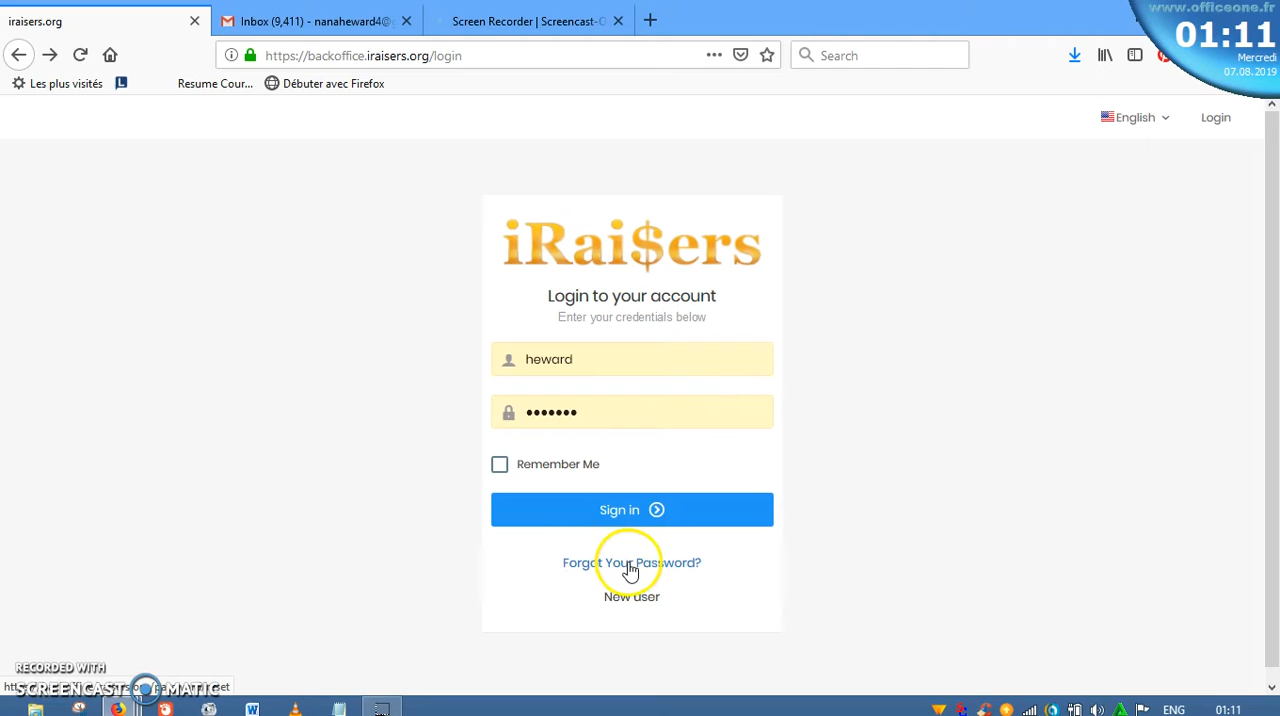 iraisers.org
Inbox (9,411) - nanaheward4@g
Screen Recorder | Screencast-O
www.officeone.fr
01:11
Mercredi
07.08.2019
https://backoffice.iraisers.org/login
Search
Les plus visités
Resume Cour...
Débuter avec Firefox
English
Login
iRai$ers
Login to your account
Enter your credentials below
heward
•••••••
Remember Me
Sign in
Forgot Your Password?
New user
RECORDED WITH
SCREENCAST MATIC
ENG
01:11